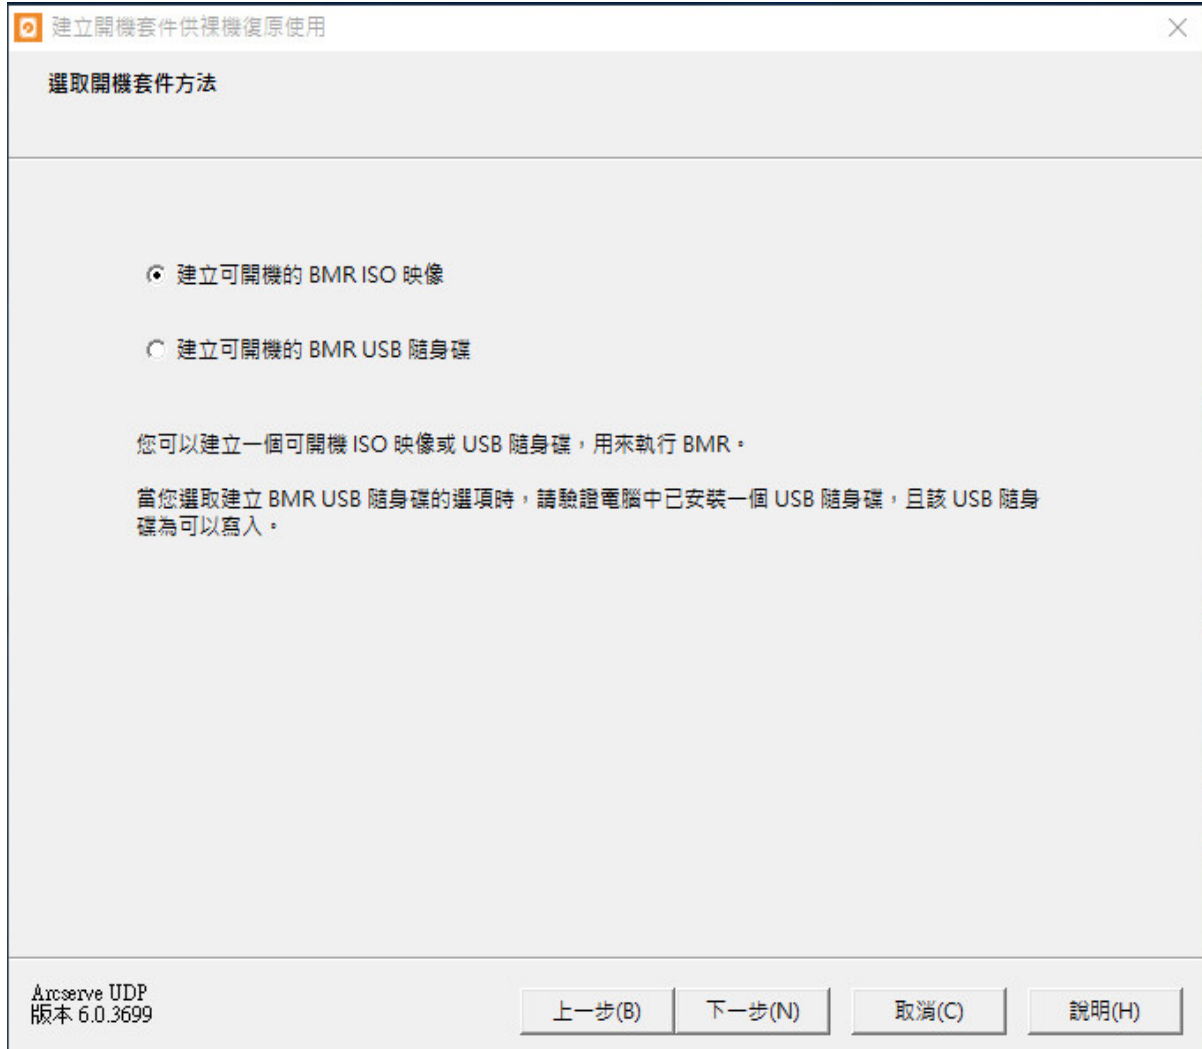 建立開機套件供裸機復原使用
選取開機套件方法
建立可開機的 BMR ISO 映像
建立可開機的 BMR USB 隨身碟
您可以建立一個可開機 ISO 映像或 USB 隨身碟，用來執行 BMR。
當您選取建立 BMR USB 隨身碟的選項時，請驗證電腦中已安裝一個 USB 隨身碟，且該 USB 隨身
碟為可以寫入。
Arcserve UDP
版本 6.0.3699
上一步(B) 下一步(N) 取消(C) 說明(H)